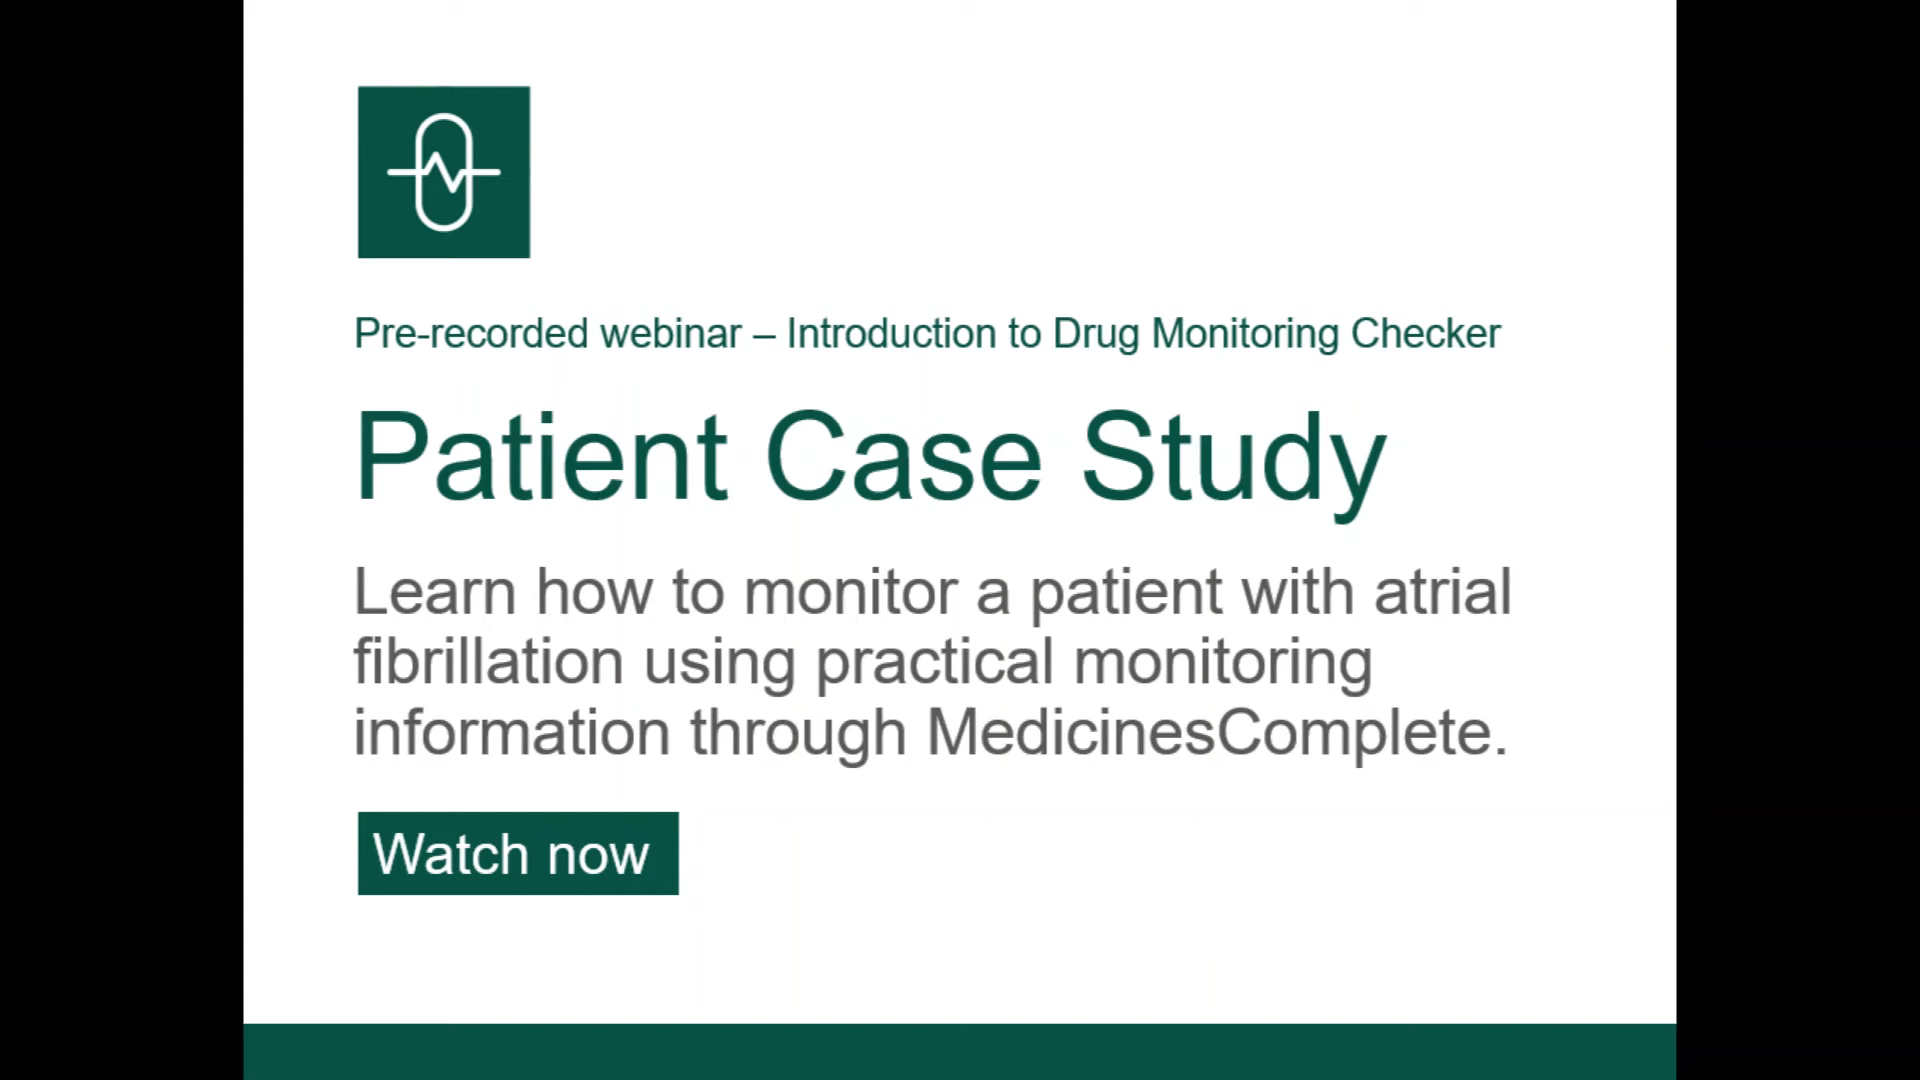 Pre-recorded webinar – Introduction to Drug Monitoring Checker
Patient Case Study
Learn how to monitor a patient with atrial
fibrillation using practical monitoring
information through MedicinesComplete.
Watch now